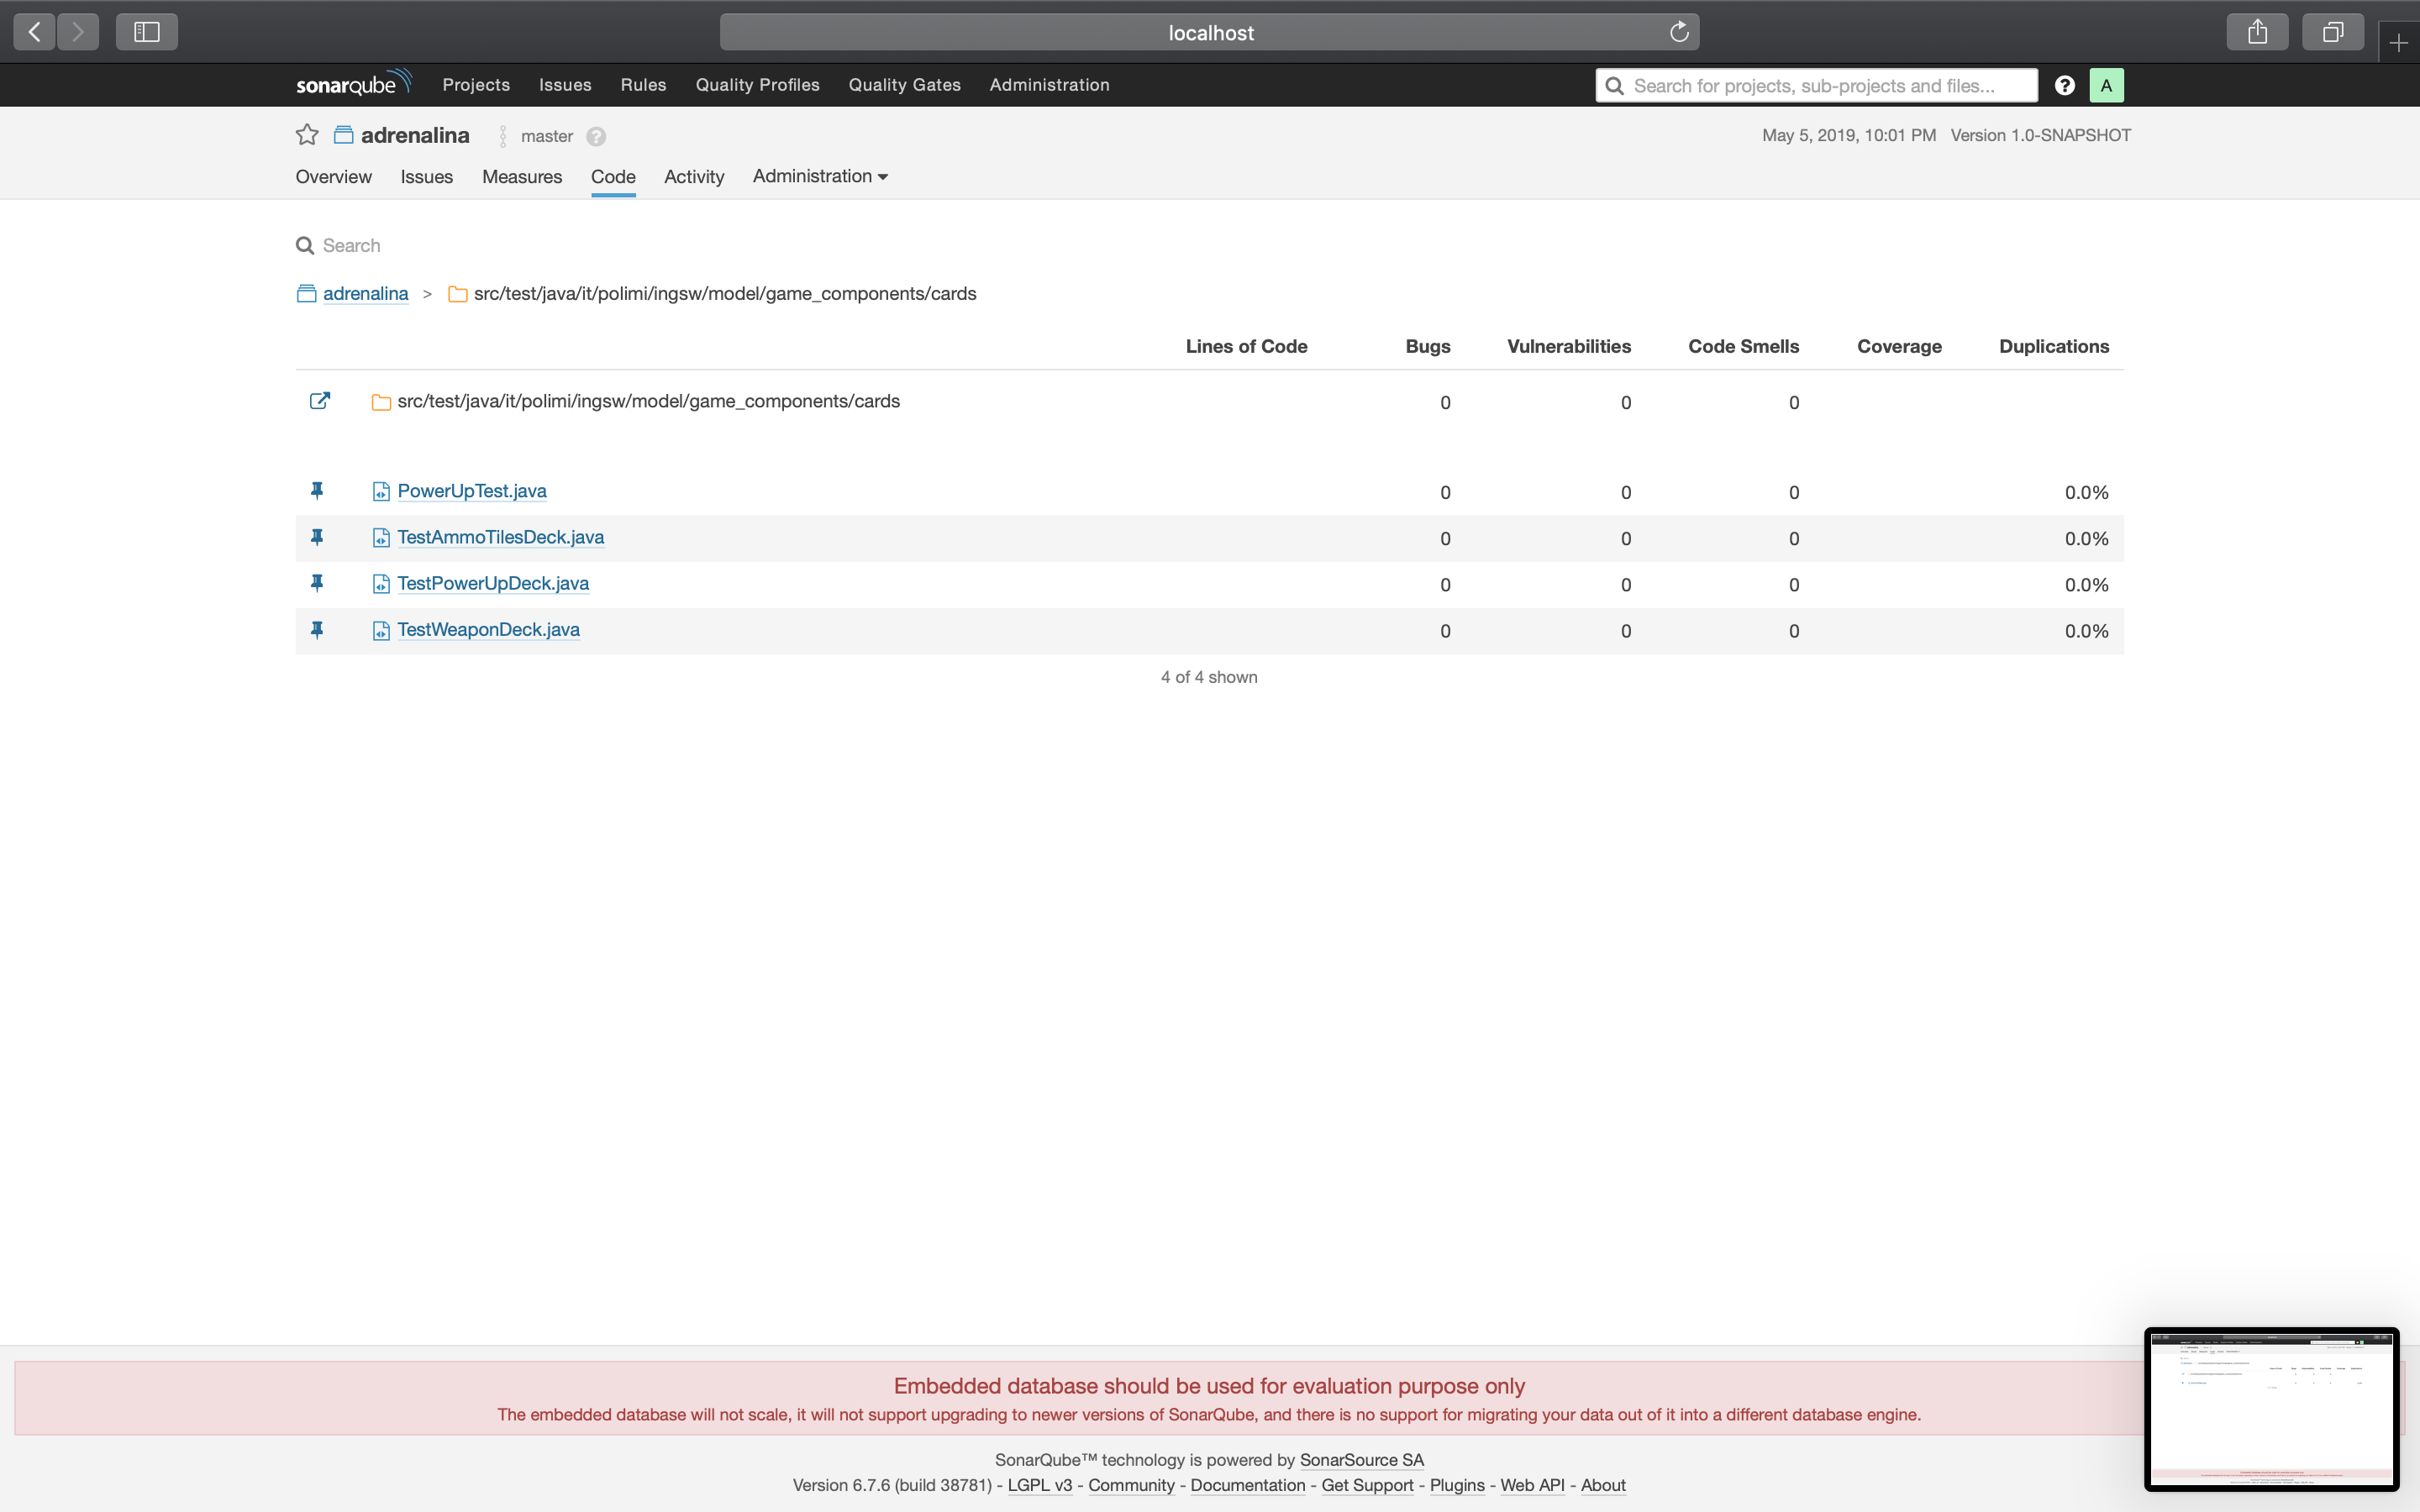 localhost
sonarqube Projects Issues Rules Quality Profiles Quality Gates Administration Search for projects, sub-projects and files... ? A
adrenalina master ? May 5, 2019, 10:01 PM Version 1.0-SNAPSHOT
Overview Issues Measures Code Activity Administration
Search
adrenalina > src/test/java/it/polimi/ingsw/model/game_components/cards
Lines of Code Bugs Vulnerabilities Code Smells Coverage Duplications
src/test/java/it/polimi/ingsw/model/game_components/cards 0 0 0
PowerUpTest.java 0 0 0 0.0%
TestAmmoTilesDeck.java 0 0 0 0.0%
TestPowerUpDeck.java 0 0 0 0.0%
TestWeaponDeck.java 0 0 0 0.0%
4 of 4 shown
Embedded database should be used for evaluation purpose only
The embedded database will not scale, it will not support upgrading to newer versions of SonarQube, and there is no support for migrating your data out of it into a different database engine.
SonarQube™ technology is powered by SonarSource SA
Version 6.7.6 (build 38781) - LGPL v3 - Community - Documentation - Get Support - Plugins - Web API - About